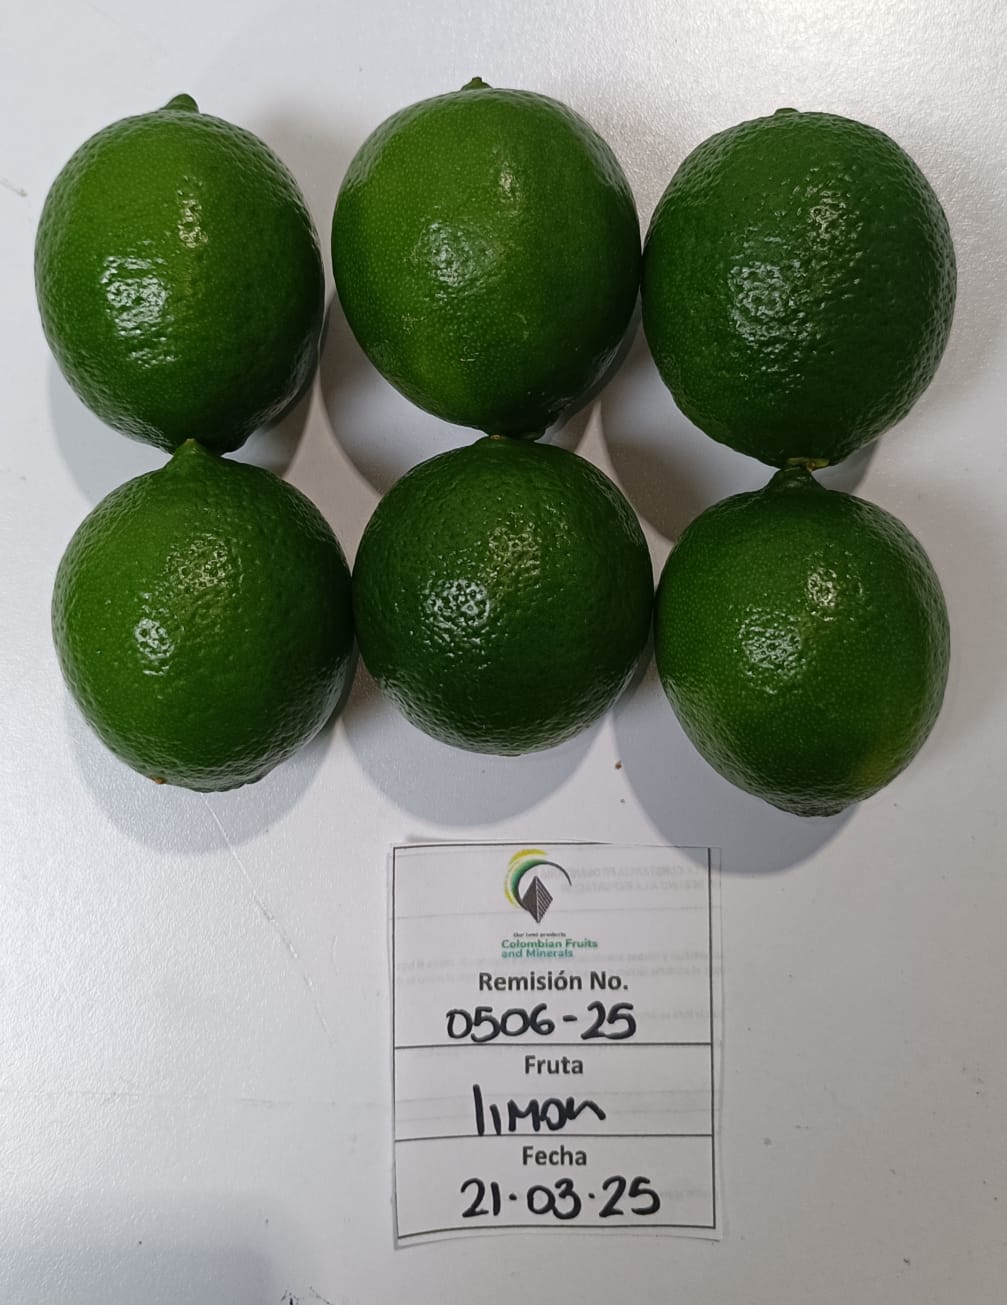 Our best products
Colombian Fruits
and Minerals
Remisión No.
0506-25
Fruta
limon
Fecha
21-03-25